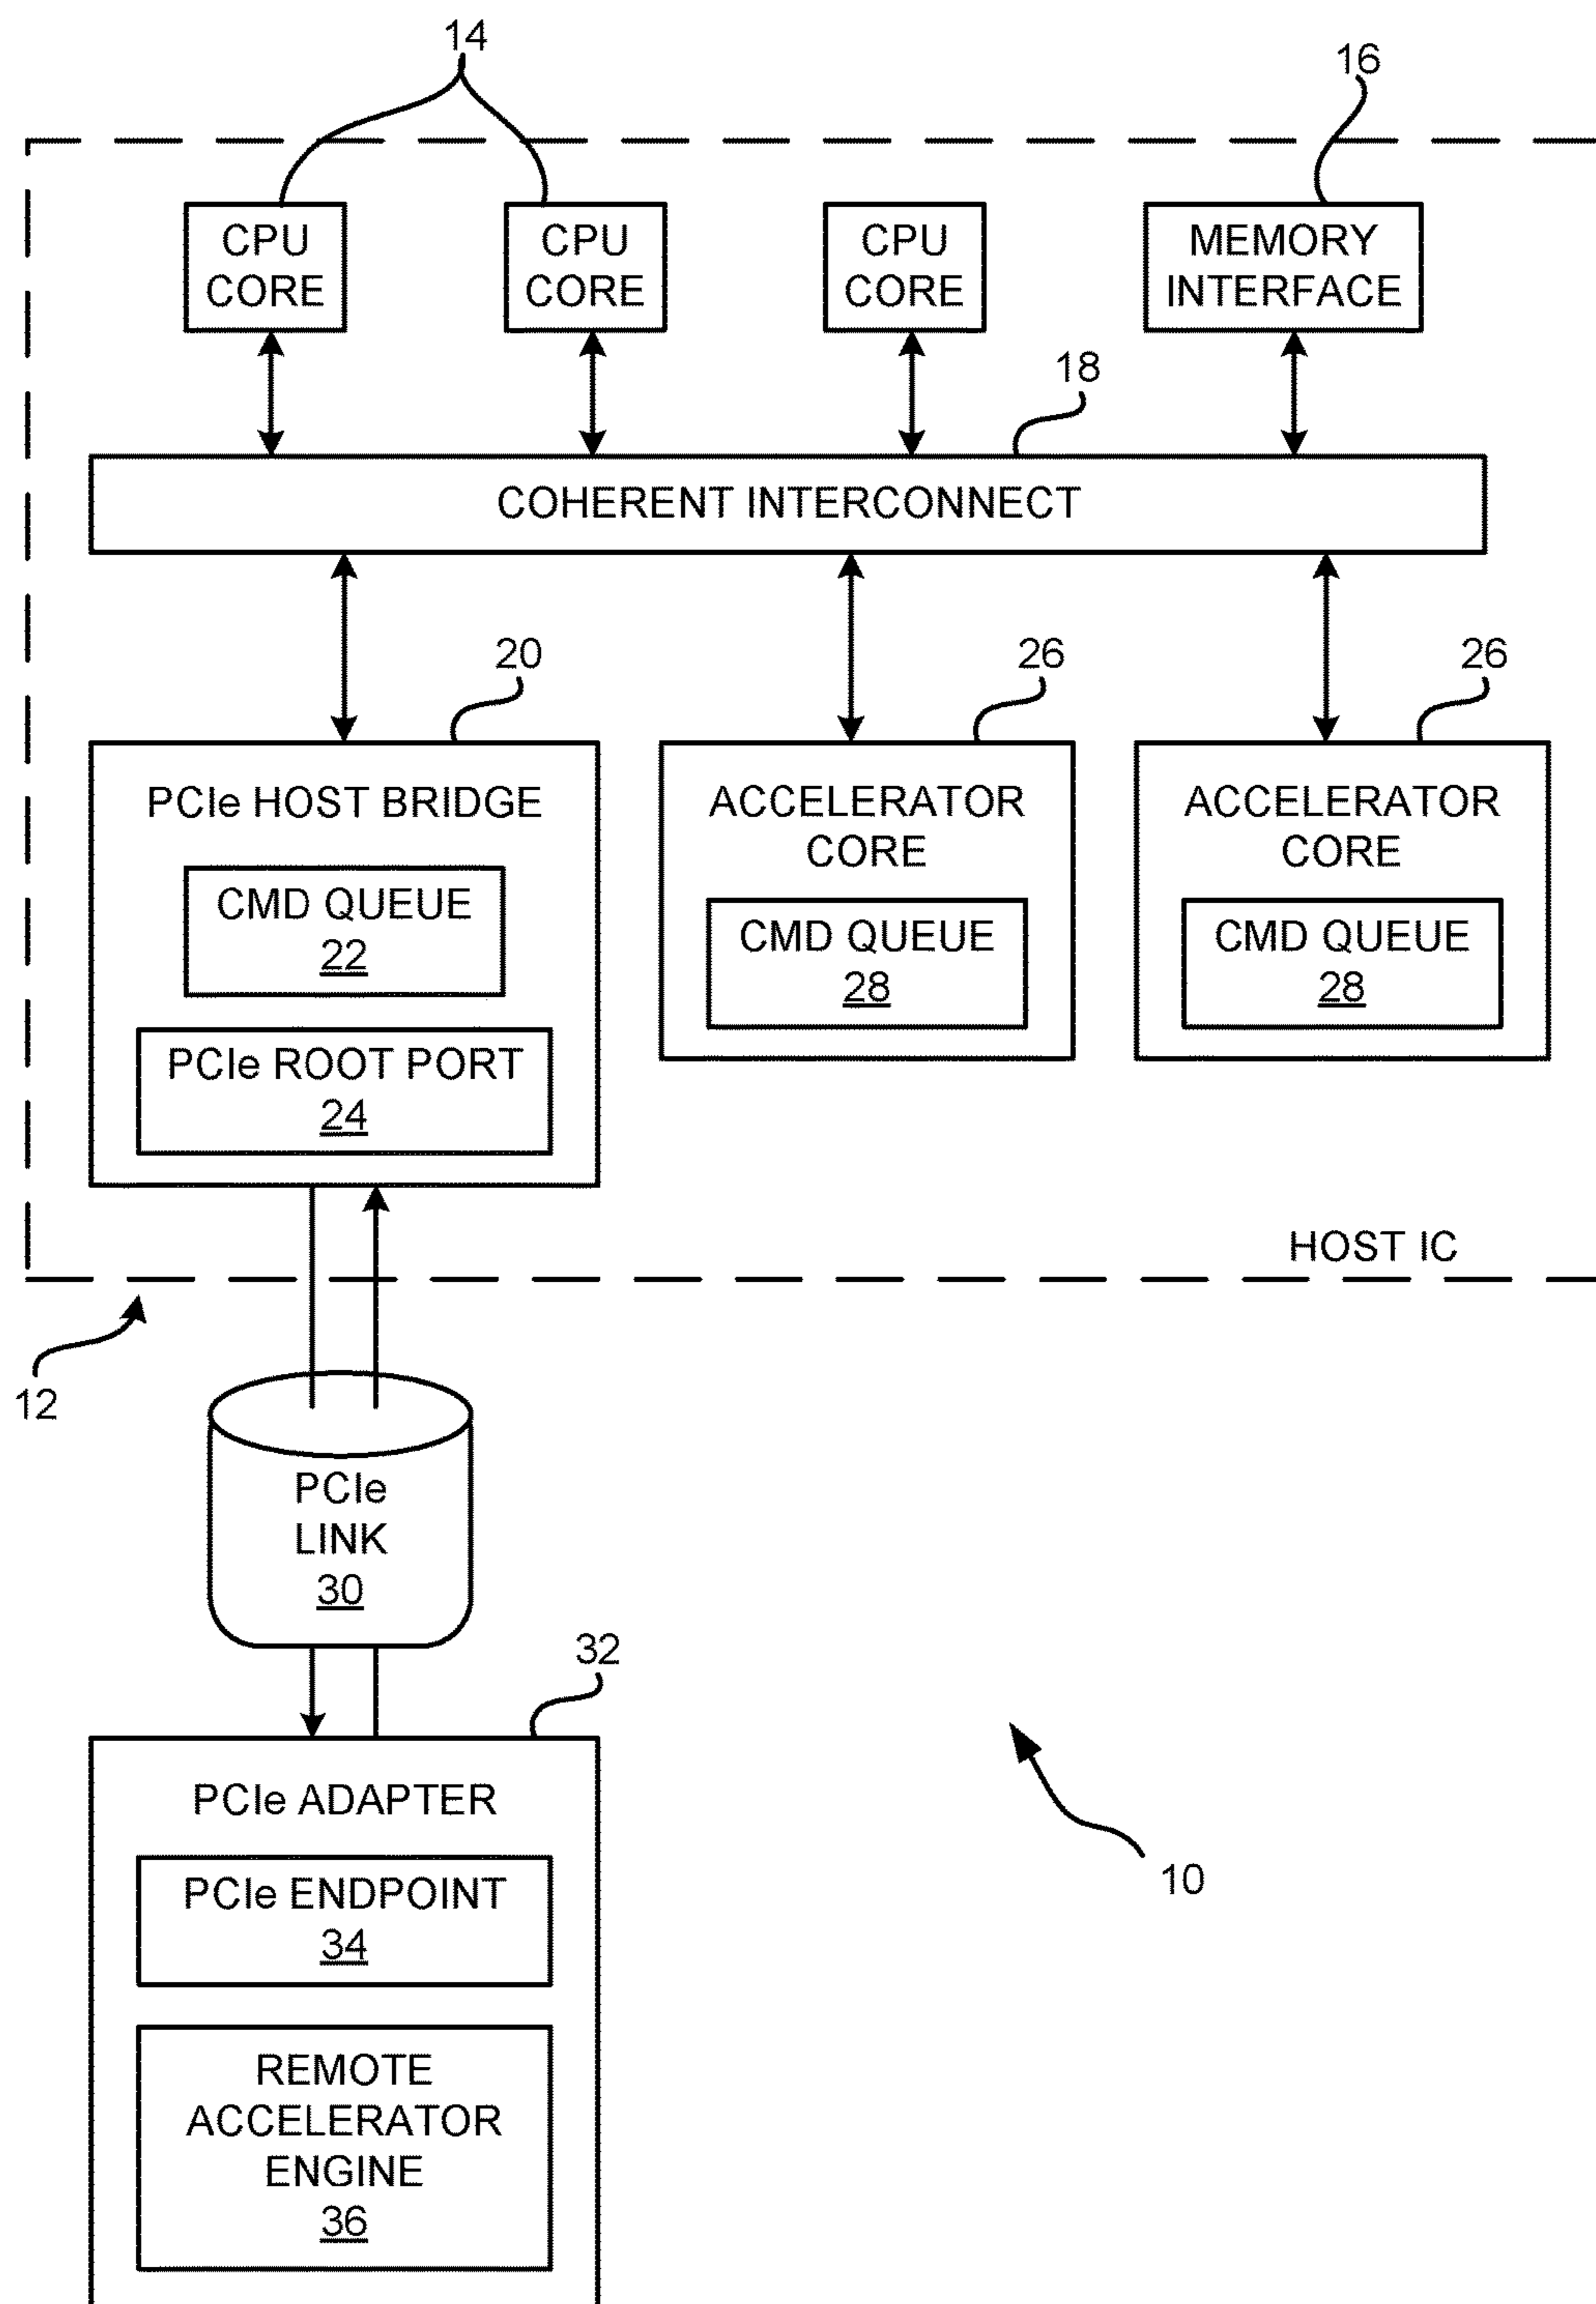 14
16
CPU
CORE
CPU
CORE
CPU
CORE
MEMORY
INTERFACE
18
COHERENT INTERCONNECT
20
26
26
PCIe HOST BRIDGE
CMD QUEUE
22
PCIe ROOT PORT
24
ACCELERATOR
CORE
CMD QUEUE
28
ACCELERATOR
CORE
CMD QUEUE
28
HOST IC
12
PCIe
LINK
30
32
PCIe ADAPTER
PCIe ENDPOINT
34
REMOTE
ACCELERATOR
ENGINE
36
10